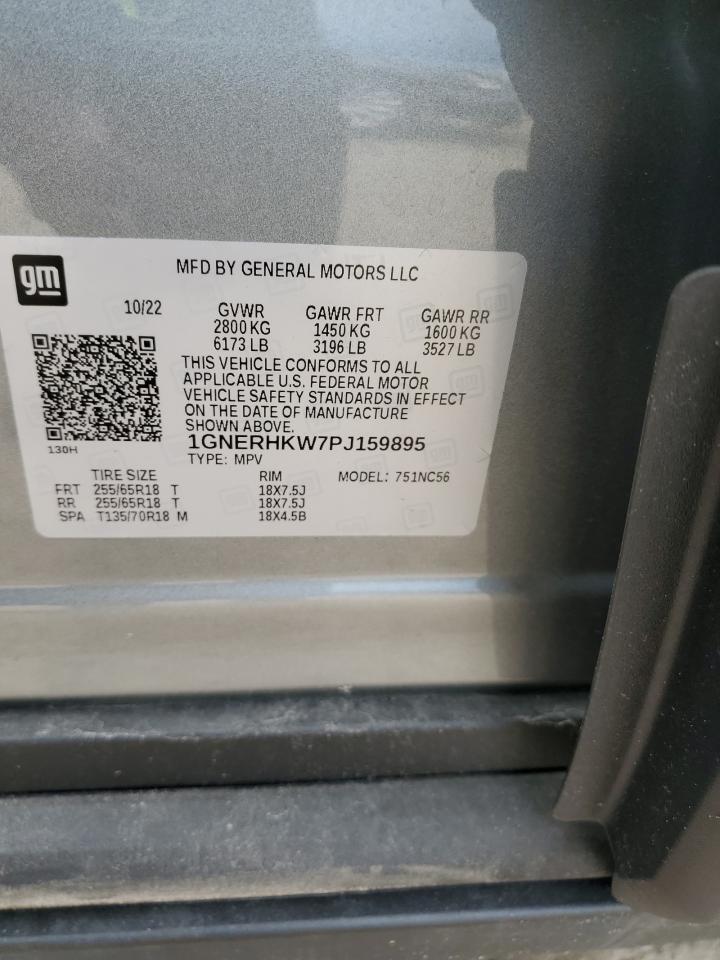 gm
MFD BY GENERAL MOTORS LLC
10/22 GVWR GAWR FRT GAWR RR
2800 KG 1450 KG 1600 KG
6173 LB 3196 LB 3527 LB
THIS VEHICLE CONFORMS TO ALL
APPLICABLE U.S. FEDERAL MOTOR
VEHICLE SAFETY STANDARDS IN EFFECT
ON THE DATE OF MANUFACTURE
SHOWN ABOVE.
1GNERHKW7PJ159895
130H
TYPE: MPV
TIRE SIZE RIM MODEL: 751NC56
FRT 255/65R18 T 18X7.5J
RR 255/65R18 T 18X7.5J
SPA T135/70R18 M 18X4.5B